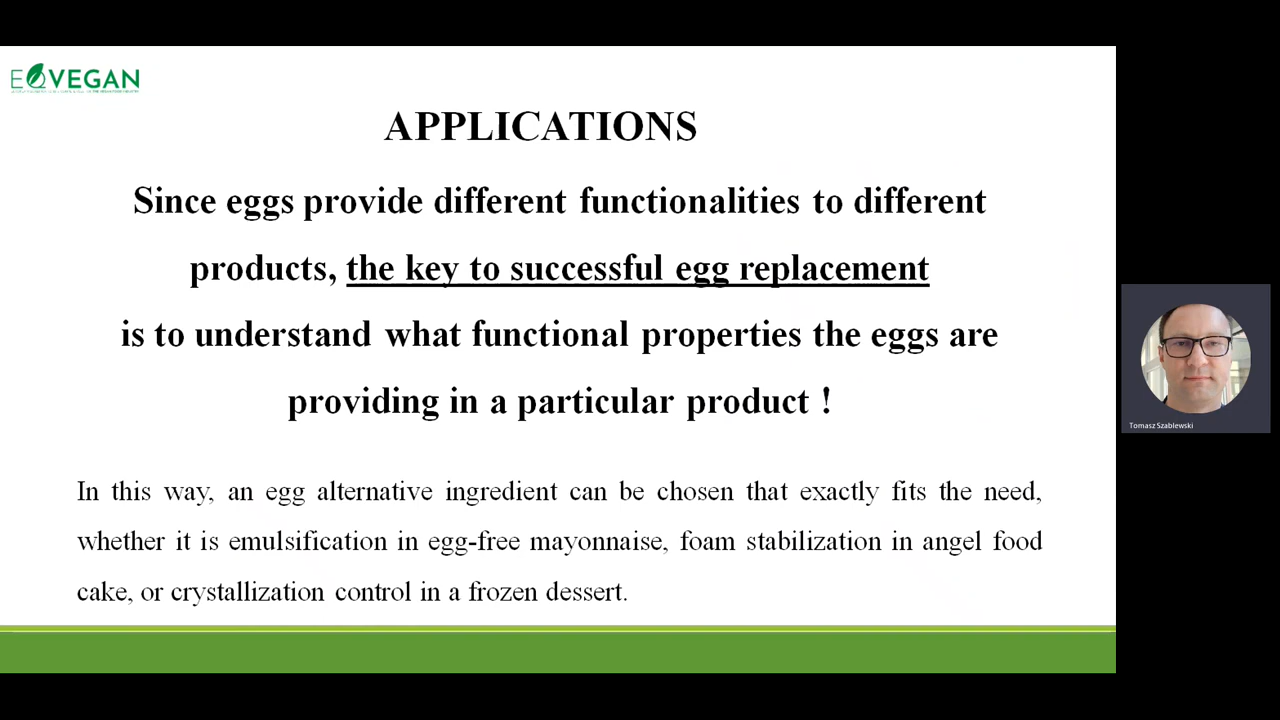 EQVEGAN
APPLICATIONS
Since eggs provide different functionalities to different
products, the key to successful egg replacement
is to understand what functional properties the eggs are
providing in a particular product !
In this way, an egg alternative ingredient can be chosen that exactly fits the need,
whether it is emulsification in egg-free mayonnaise, foam stabilization in angel food
cake, or crystallization control in a frozen dessert.
Tomasz Szablewski